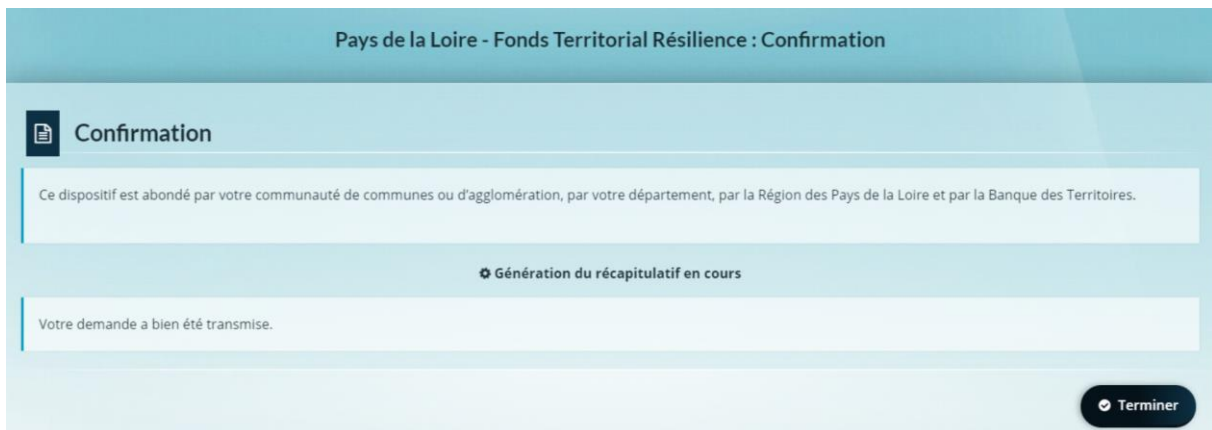 Pays de la Loire - Fonds Territorial Résilience : Confirmation
Confirmation
Ce dispositif est abondé par votre communauté de communes ou d'agglomération, par votre département, par la Région des Pays de la Loire et par la Banque des Territoires.
Génération du récapitulatif en cours
Votre demande a bien été transmise.
Terminer